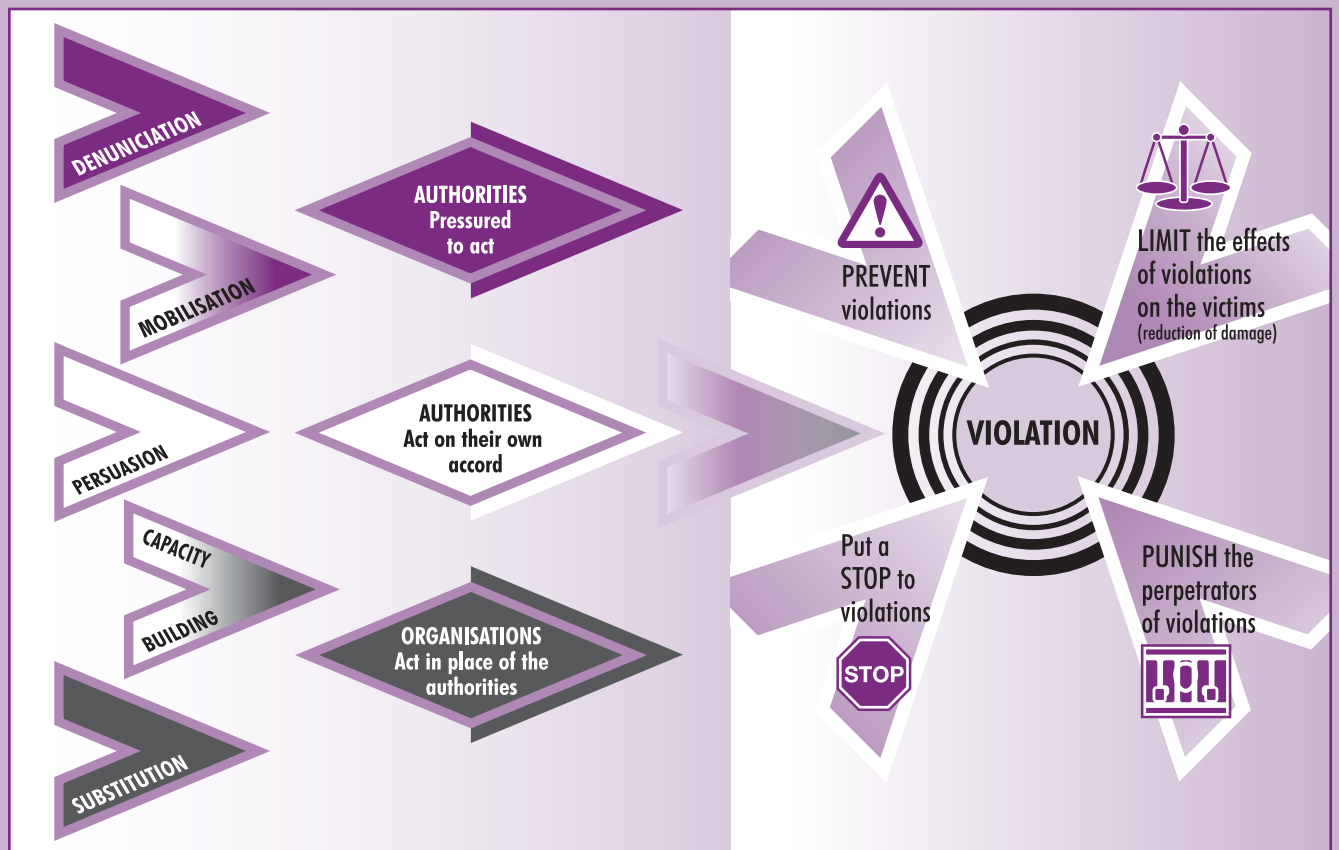 DENUNICIATION
MOBILISATION
PERSUASION
CAPACITY
BUILDING
SUBSTITUTION
AUTHORITIES
Pressured
to act
AUTHORITIES
Act on their own
accord
ORGANISATIONS
Act in place of the
authorities
PREVENT
violations
LIMIT the effects
of violations
on the victims
(reduction of damage)
VIOLATION
Put a
STOP to
violations
STOP
PUNISH the
perpetrators
of violations